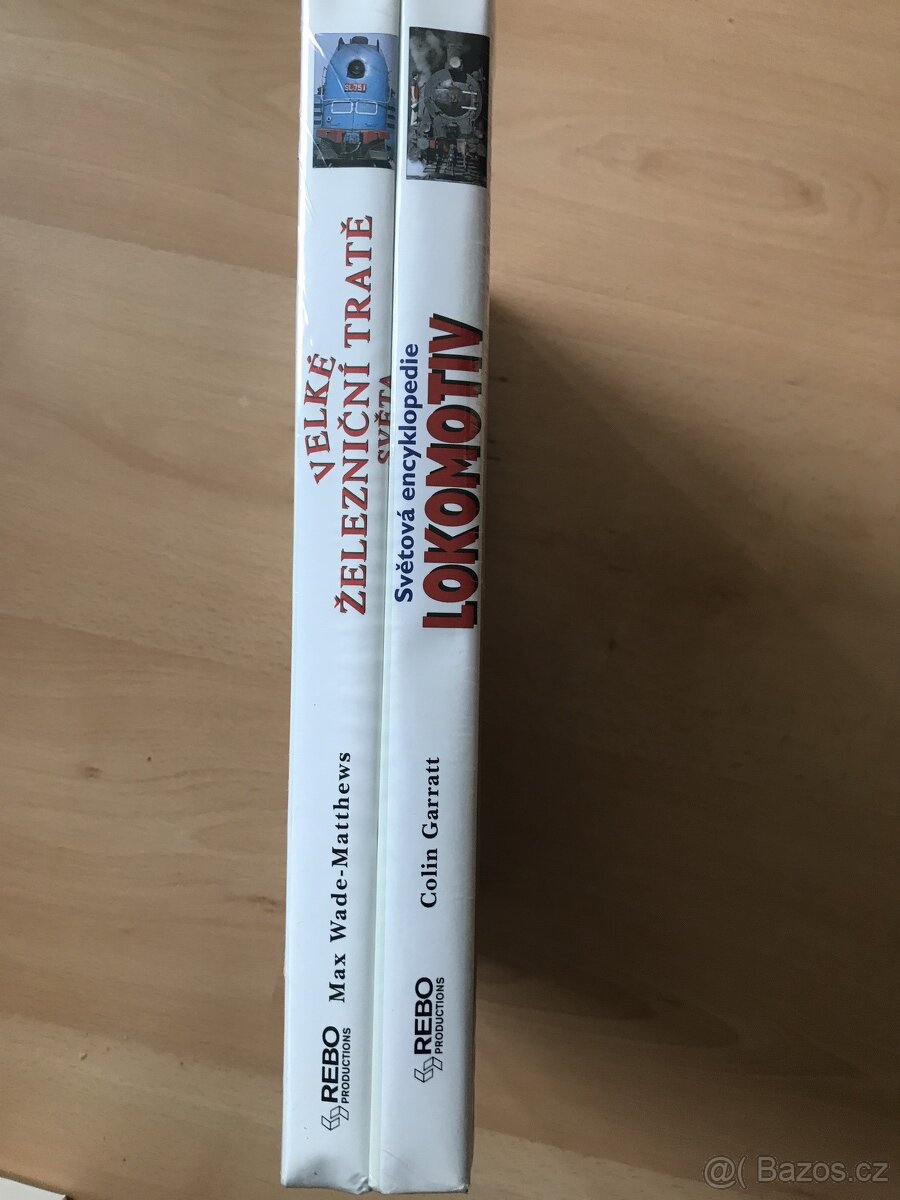 SL751
VELKÉ
ŽELEZNIČNÍ TRATĚ
SVĚTA
Max Wade-Matthews
REBO
PRODUCTIONS
Světová encyklopedie
LOKOMOTIV
Colin Garratt
REBO
PRODUCTIONS
@( Bazos.cz